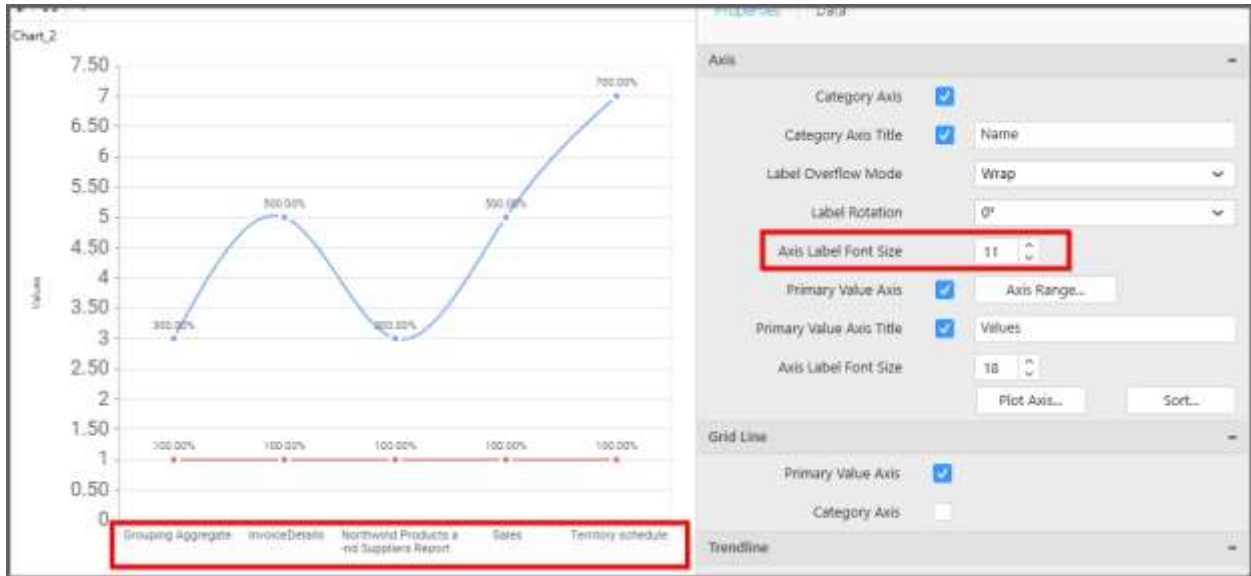 Properties Data
Chart_2
7.50
7
6.50
6
5.50
5
4.50
4
3.50
3
2.50
2
1.50
1
0.50
0
Values
700.00%
500.00% 500.00%
300.00% 300.00%
100.00% 100.00% 100.00% 100.00% 100.00%
Grouping Aggregate InvoiceDetails Northwind Products a Sales Territory schedule
nd Suppliers Report
Axis
Category Axis
Category Axis Title Name
Label Overflow Mode Wrap
Label Rotation 0°
Axis Label Font Size 11
Primary Value Axis Axis Range...
Primary Value Axis Title Values
Axis Label Font Size 18
Plot Axis... Sort...
Grid Line
Primary Value Axis
Category Axis
Trendline